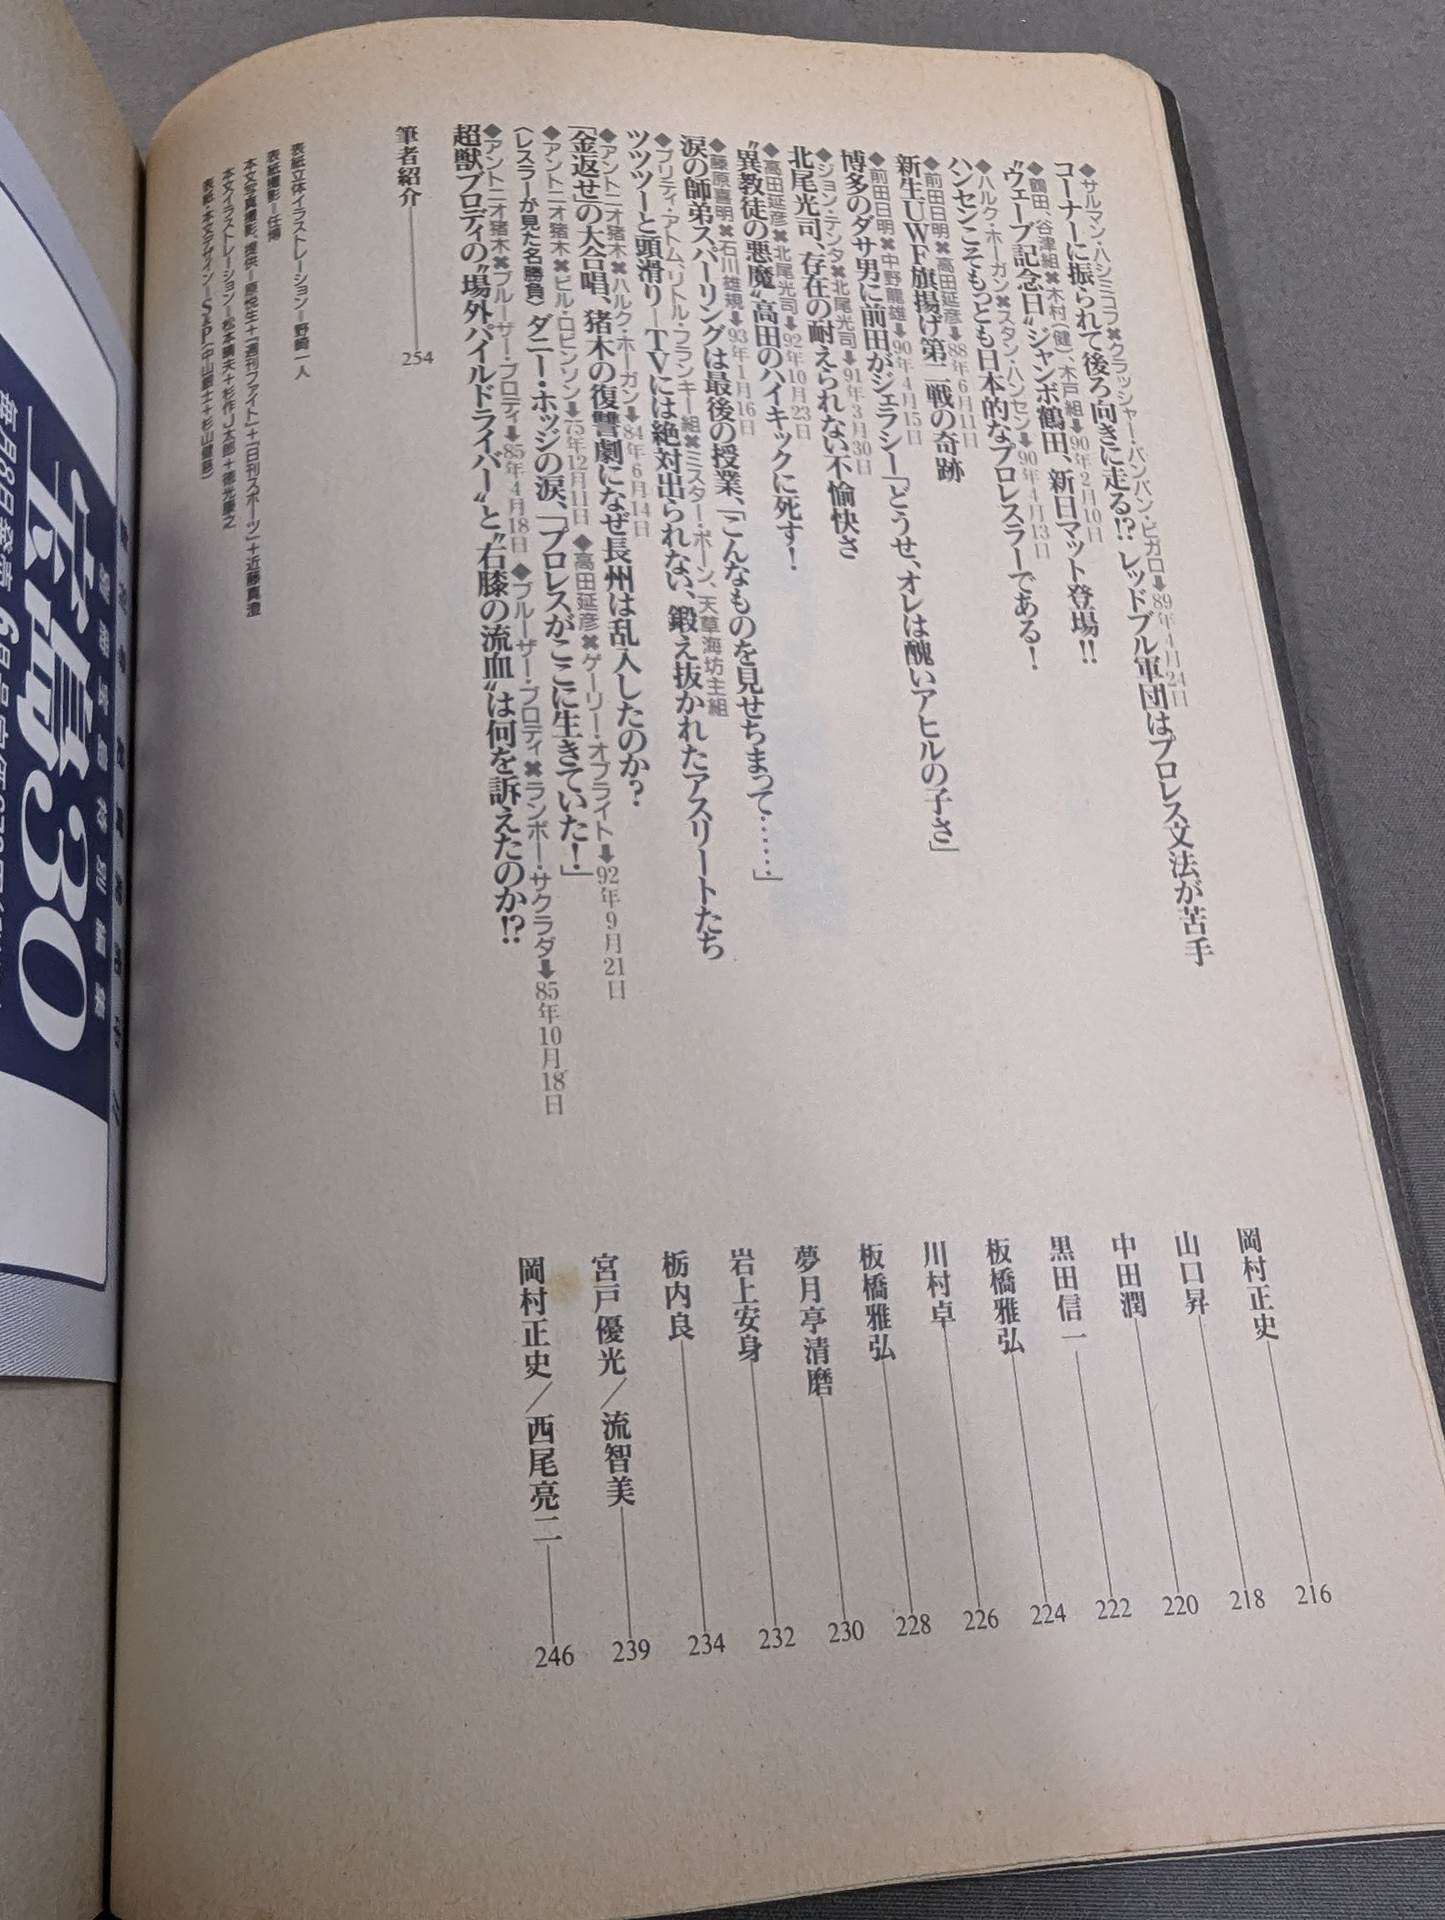 ◆サルマン・ハシミコフ✖クラッシャー・バンバン・ビガロ➡89年4月24日
コーナーに振られて後ろ向きに走る!? レッドブル軍団はプロレス文法が苦手
岡村正史 216
◆鶴田、谷津組✖木村(健)、木戸組➡90年2月10日
〝ウェーブ記念日〟ジャンボ鶴田、新日マット登場!!
山口昇 218
◆ハルク・ホーガン✖スタン・ハンセン➡90年4月13日
ハンセンこそもっとも日本的なプロレスラーである!
中田潤 220
◆前田日明✖高田延彦➡88年6月11日
新生UWF旗揚げ第二戦の奇跡
黒田信一 222
◆前田日明✖中野龍雄➡90年4月15日
博多のダサ男に前田がジェラシー「どうせ、オレは醜いアヒルの子さ」
板橋雅弘 224
◆ジョン・テンタ✖北尾光司➡91年3月30日
北尾光司、存在の耐えられない不愉快さ
川村卓 226
◆高田延彦✖北尾光司➡92年10月23日
〝異教徒の悪魔〟高田のハイキックに死す!
板橋雅弘 228
◆藤原喜明✖石川雄規➡93年1月16日
涙の師弟スパーリングは最後の授業、「こんなものを見せちまって……」
夢月亭清麿 230
◆プリティ・アトム、リトル・フランキー組✖ミスター・ポーン、天草海坊主組
ツツツーと頭滑り―TVには絶対出られない、鍛え抜かれたアスリートたち
岩上安身 232
◆アントニオ猪木✖ハルク・ホーガン➡84年6月14日
「金返せ」の大合唱、猪木の復讐劇になぜ長州は乱入したのか?
栃内良 234
◆アントニオ猪木✖ビル・ロビンソン➡75年12月11日 ◆高田延彦✖ゲーリー・オブライト➡92年9月21日
〈レスラーが見た名勝負〉ダニー・ホッジの涙、「プロレスがここに生きていた!」
宮戸優光/流智美 239
◆アントニオ猪木✖ブルーザー・ブロディ➡85年4月18日 ◆ブルーザー・ブロディ✖ランボー・サクラダ➡85年10月18日
超獣ブロディの〝場外パイルドライバー〟と〝右膝の流血〟は何を訴えたのか!?
岡村正史/西尾亮二 246
筆者紹介 254
表紙立体イラストレーション=野崎一人
表紙撮影=任博
本文写真撮影、提供=原悦生+「週刊ファイト」+「日刊スポーツ」+近藤真澄
本文イラストレーション=松本晴夫+杉作J太郎+徳光康之
宝島30
毎月8日発売